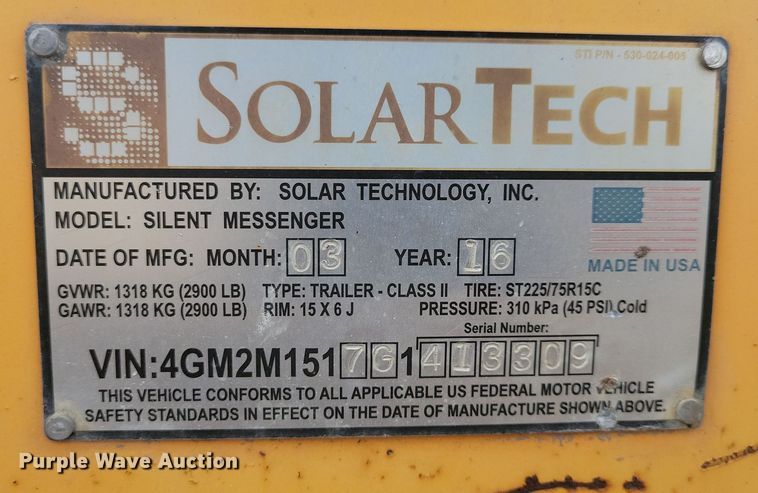 STI P/N - 530-024-005
SOLARTECH
MANUFACTURED BY: SOLAR TECHNOLOGY, INC.
MODEL: SILENT MESSENGER
DATE OF MFG: MONTH: 03 YEAR: 16
MADE IN USA
GVWR: 1318 KG (2900 LB) TYPE: TRAILER - CLASS II TIRE: ST225/75R15C
GAWR: 1318 KG (2900 LB) RIM: 15 X 6 J PRESSURE: 310 kPa (45 PSI) Cold
Serial Number:
VIN:4GM2M1517G1413309
THIS VEHICLE CONFORMS TO ALL APPLICABLE US FEDERAL MOTOR VEHICLE
SAFETY STANDARDS IN EFFECT ON THE DATE OF MANUFACTURE SHOWN ABOVE.
Purple Wave Auction